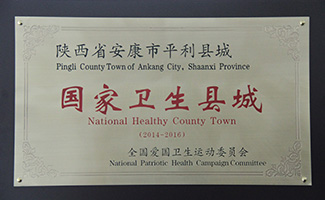 陕西省安康市平利县城
Pingli County Town of Ankang City, Shaanxi Province
国家卫生县城
National Healthy County Town
(2014-2016)
全国爱国卫生运动委员会
National Patriotic Health Campaign Committee